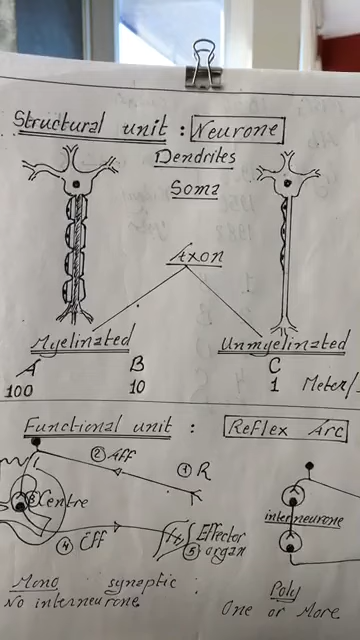 Structural unit : Neurone
Dendrites
Soma
Axon
Myelinated Unmyelinated
A B C
100 10 1 Meter/
Functional unit : Reflex Arc
② Aff
① R
③ Centre
interneurone
④ Eff
Effector
⑤ organ
Mono synaptic : Poly
No interneurone One or More